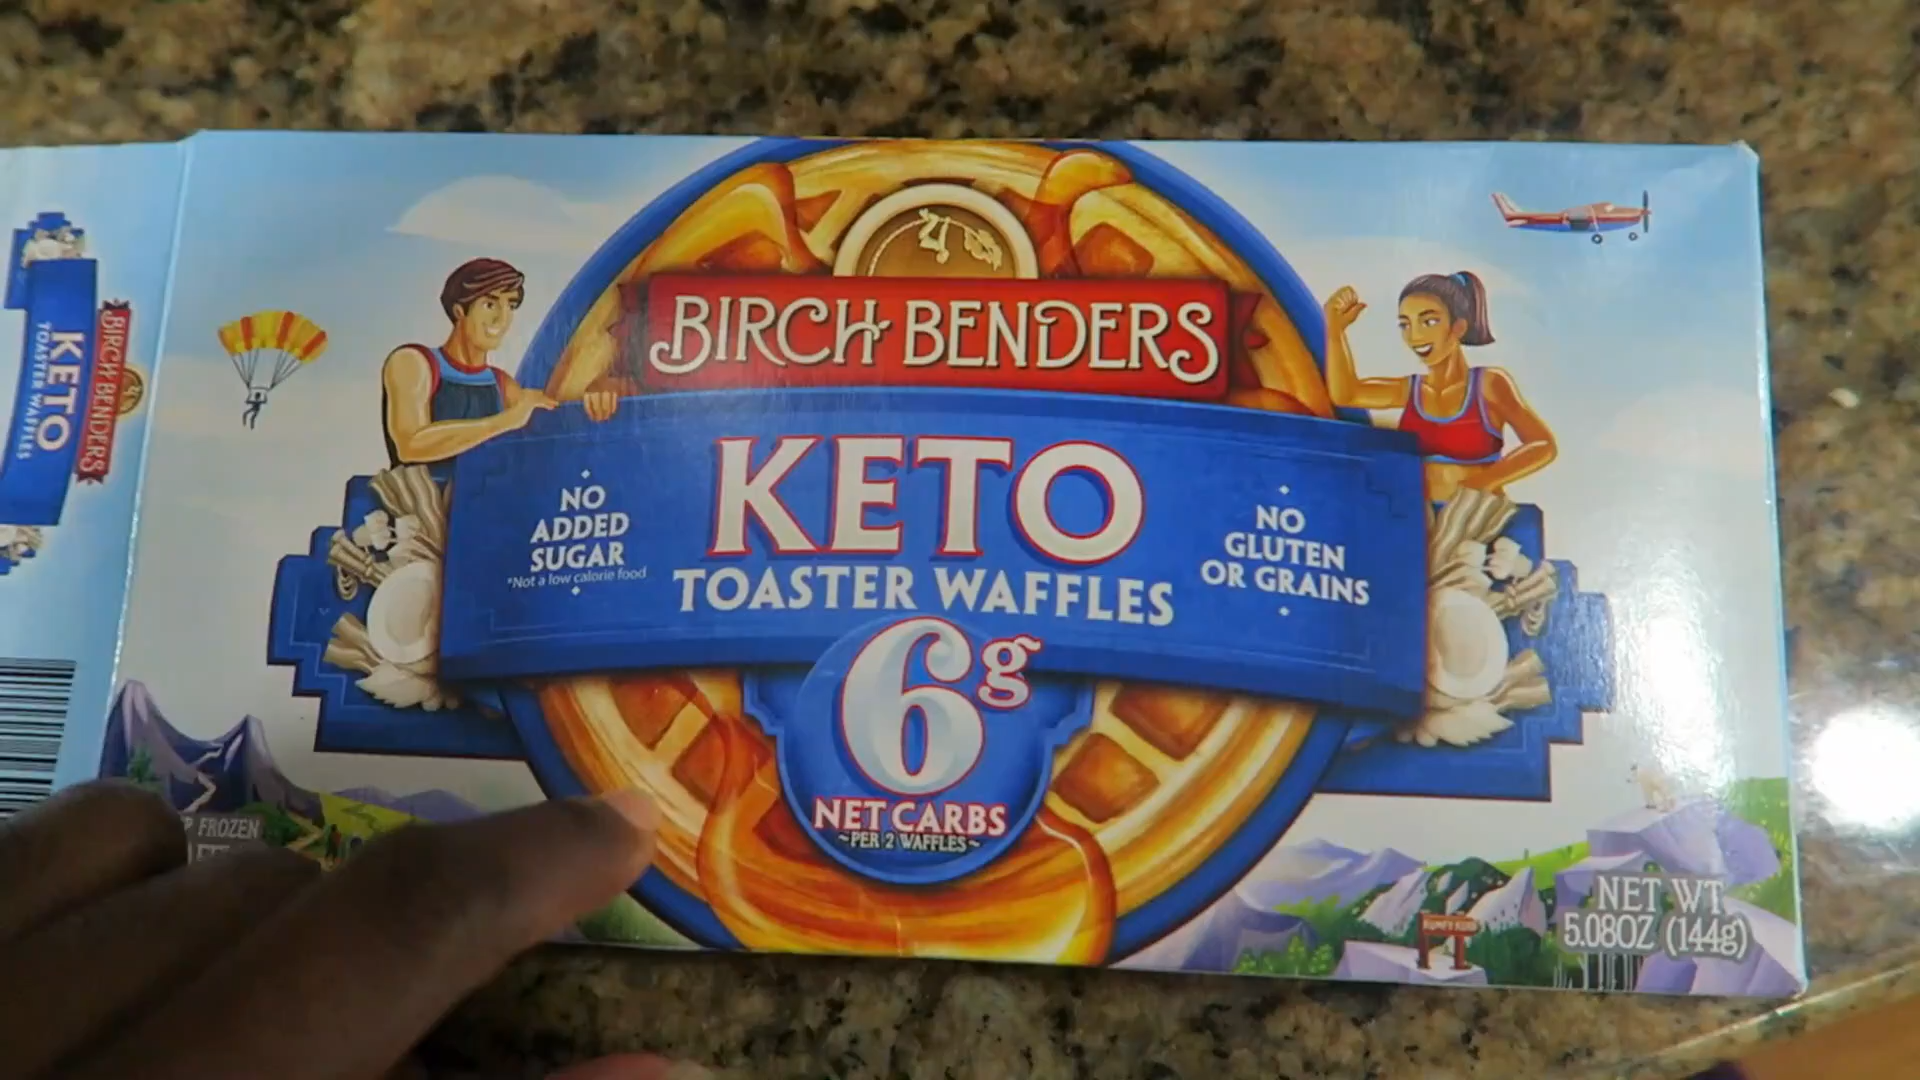 BIRCH BENDERS
KETO
TOASTER WAFFLES
BIRCH BENDERS
NO
ADDED
SUGAR
*Not a low calorie food
KETO
TOASTER WAFFLES
NO
GLUTEN
OR GRAINS
6g
NET CARBS
~PER 2 WAFFLES~
FROZEN
NET WT
5.08OZ (144g)